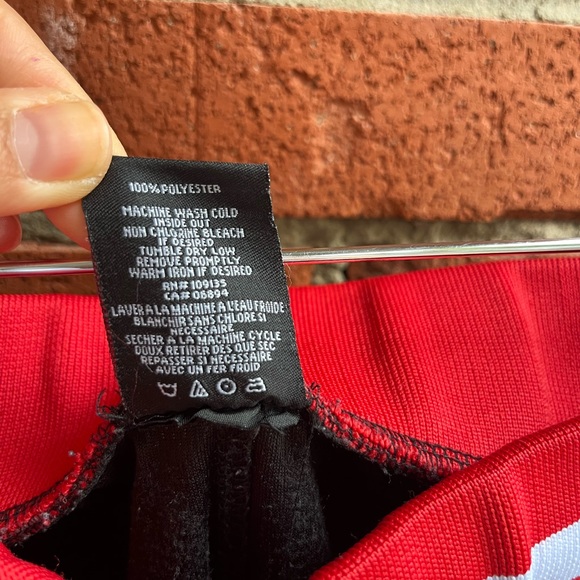 100% POLYESTER
MACHINE WASH COLD
INSIDE OUT
NON CHLORINE BLEACH
IF DESIRED
TUMBLE DRY LOW
REMOVE PROMPTLY
WARM IRON IF DESIRED
RN# 109135
CA# 06894
LAVER A LA MACHINE A L'EAU FROIDE
BLANCHIR SANS CHLORE SI
NECESSAIRE
SECHER A LA MACHINE CYCLE
DOUX RETIRER DES QUE SEC
REPASSER SI NECESSAIRE
AVEC UN FER FROID